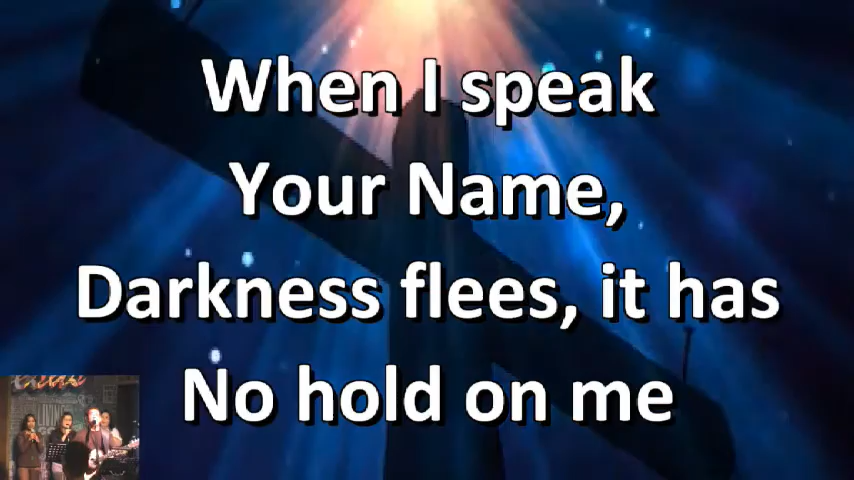 When I speak
Your Name,
Darkness flees, it has
No hold on me